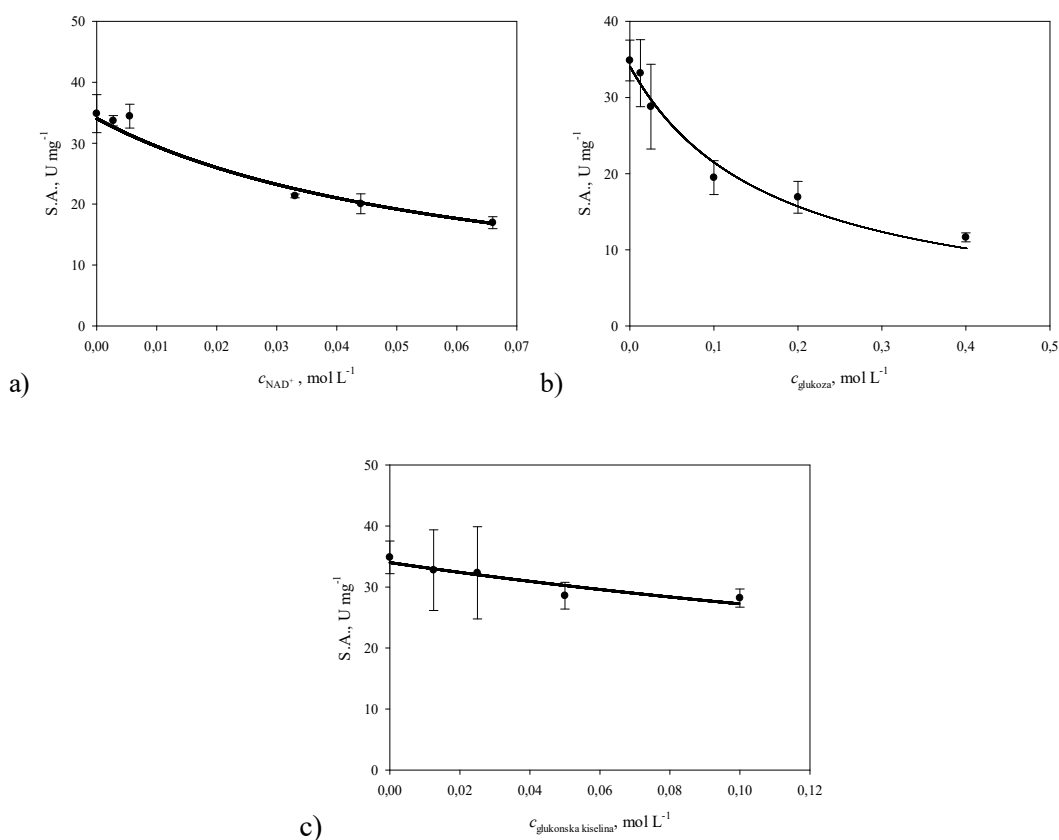 50
40
30
20
10
0
S.A., U mg-1
0,00 0,01 0,02 0,03 0,04 0,05 0,06 0,07
cNAD+ , mol L-1
a)
40
30
20
10
0
S.A., U mg-1
0,0 0,1 0,2 0,3 0,4 0,5
cglukoza, mol L-1
b)
50
40
30
20
10
0
S.A., U mg-1
0,00 0,02 0,04 0,06 0,08 0,10 0,12
cglukonska kiselina, mol L-1
c)